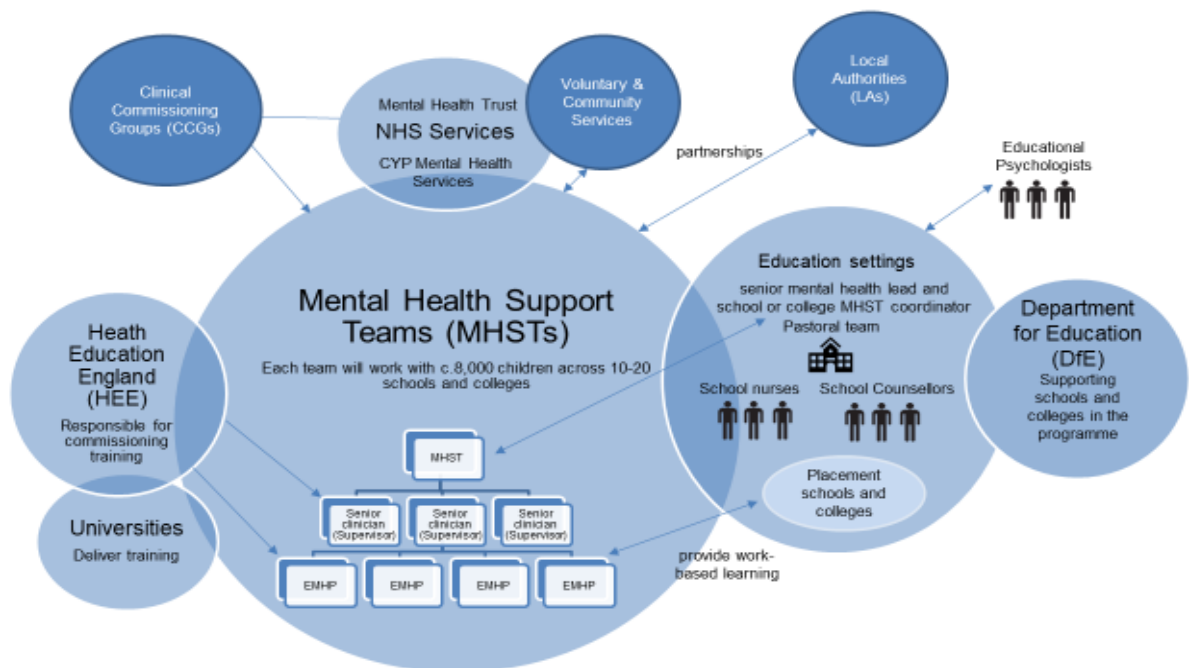 Clinical
Commissioning
Groups (CCGs)
Mental Health Trust
NHS Services
CYP Mental Health
Services
Voluntary &
Community
Services
Local
Authorities
(LAs)
partnerships
Educational
Psychologists
Mental Health Support
Teams (MHSTs)
Each team will work with c.8,000 children across 10-20
schools and colleges
Education settings
senior mental health lead and
school or college MHST coordinator
Pastoral team
School nurses
School Counsellors
Placement
schools and
colleges
Department
for Education
(DfE)
Supporting
schools and
colleges in the
programme
Heath
Education
England
(HEE)
Responsible for
commissioning
training
Universities
Deliver training
MHST
Senior
clinician
(Supervisor)
Senior
clinician
(Supervisor)
Senior
clinician
(Supervisor)
EMHP
EMHP
EMHP
EMHP
provide work-
based learning